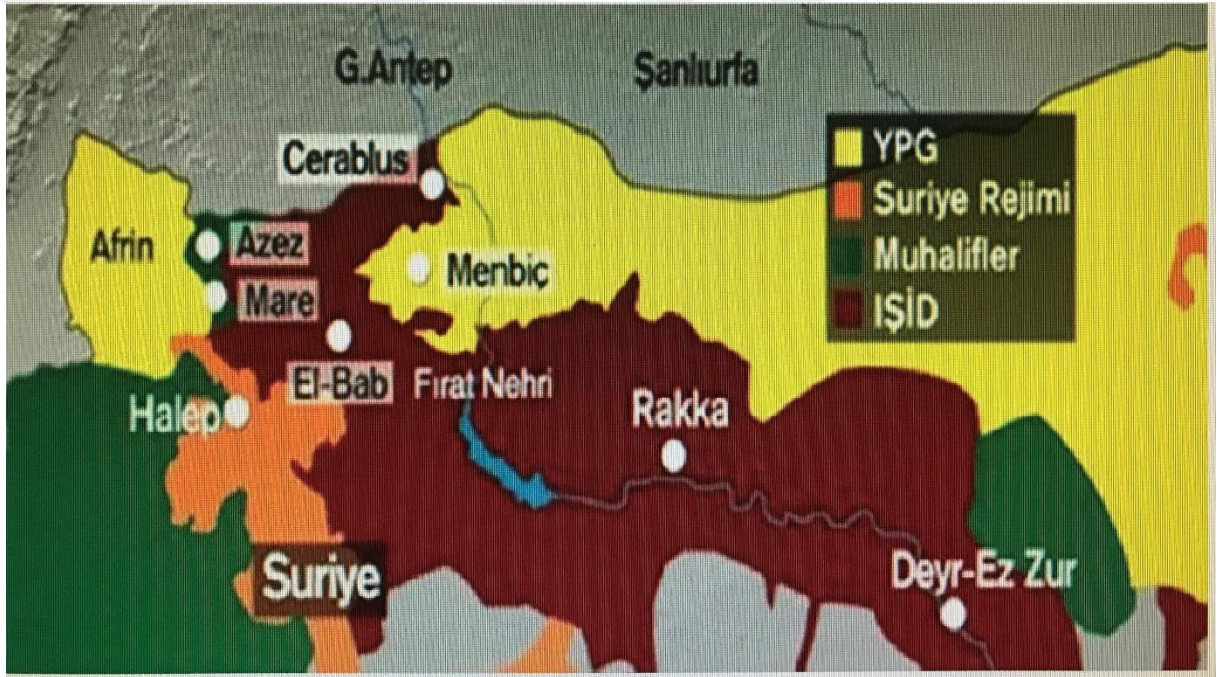 G.Antep
Şanlıurfa
Cerablus
YPG
Suriye Rejimi
Muhalifler
IŞİD
Afrin
Azez
Menbiç
Mare
El-Bab
Fırat Nehri
Halep
Rakka
Suriye
Deyr-Ez Zur